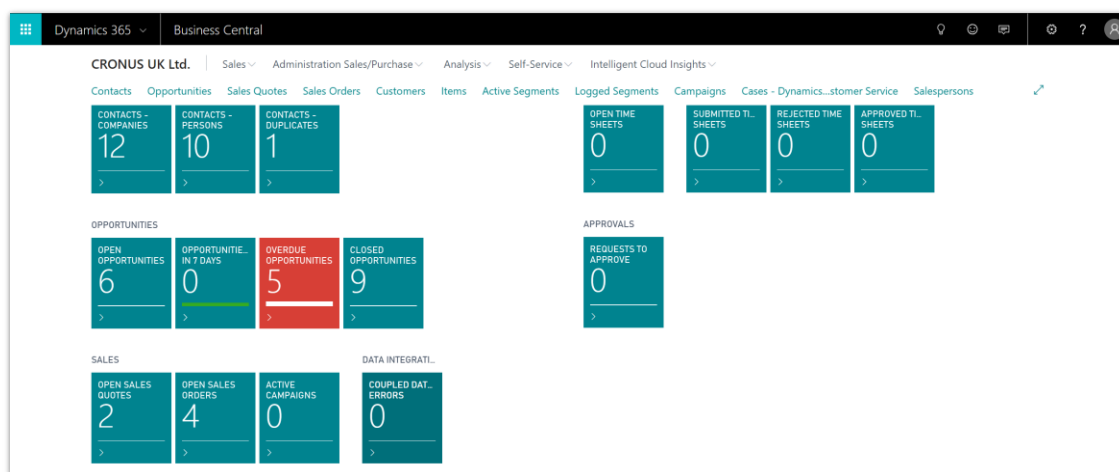 Dynamics 365 Business Central ?
CRONUS UK Ltd. Sales Administration Sales/Purchase Analysis Self-Service Intelligent Cloud Insights
Contacts Opportunities Sales Quotes Sales Orders Customers Items Active Segments Logged Segments Campaigns Cases - Dynamics...stomer Service Salespersons
CONTACTS -
COMPANIES
12
>
CONTACTS -
PERSONS
10
>
CONTACTS -
DUPLICATES
1
>
OPEN TIME
SHEETS
0
>
SUBMITTED TI...
SHEETS
0
>
REJECTED TIME
SHEETS
0
>
APPROVED TI...
SHEETS
0
>
OPPORTUNITIES
OPEN
OPPORTUNITIES
6
>
OPPORTUNITIE...
IN 7 DAYS
0
>
OVERDUE
OPPORTUNITIES
5
>
CLOSED
OPPORTUNITIES
9
>
APPROVALS
REQUESTS TO
APPROVE
0
>
SALES
OPEN SALES
QUOTES
2
>
OPEN SALES
ORDERS
4
>
ACTIVE
CAMPAIGNS
0
>
DATA INTEGRATI...
COUPLED DAT...
ERRORS
0
>